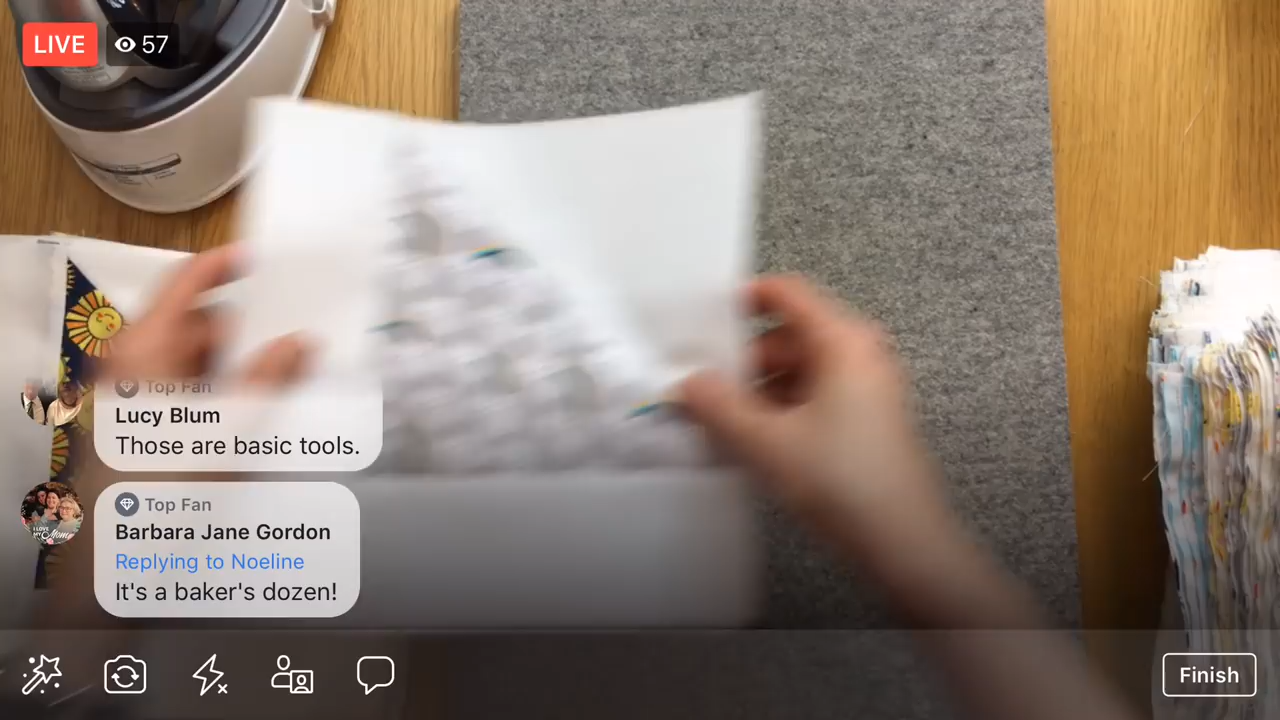 LIVE
57
Top Fan
Lucy Blum
Those are basic tools.
Top Fan
Barbara Jane Gordon
Replying to Noeline
It's a baker's dozen!
Finish